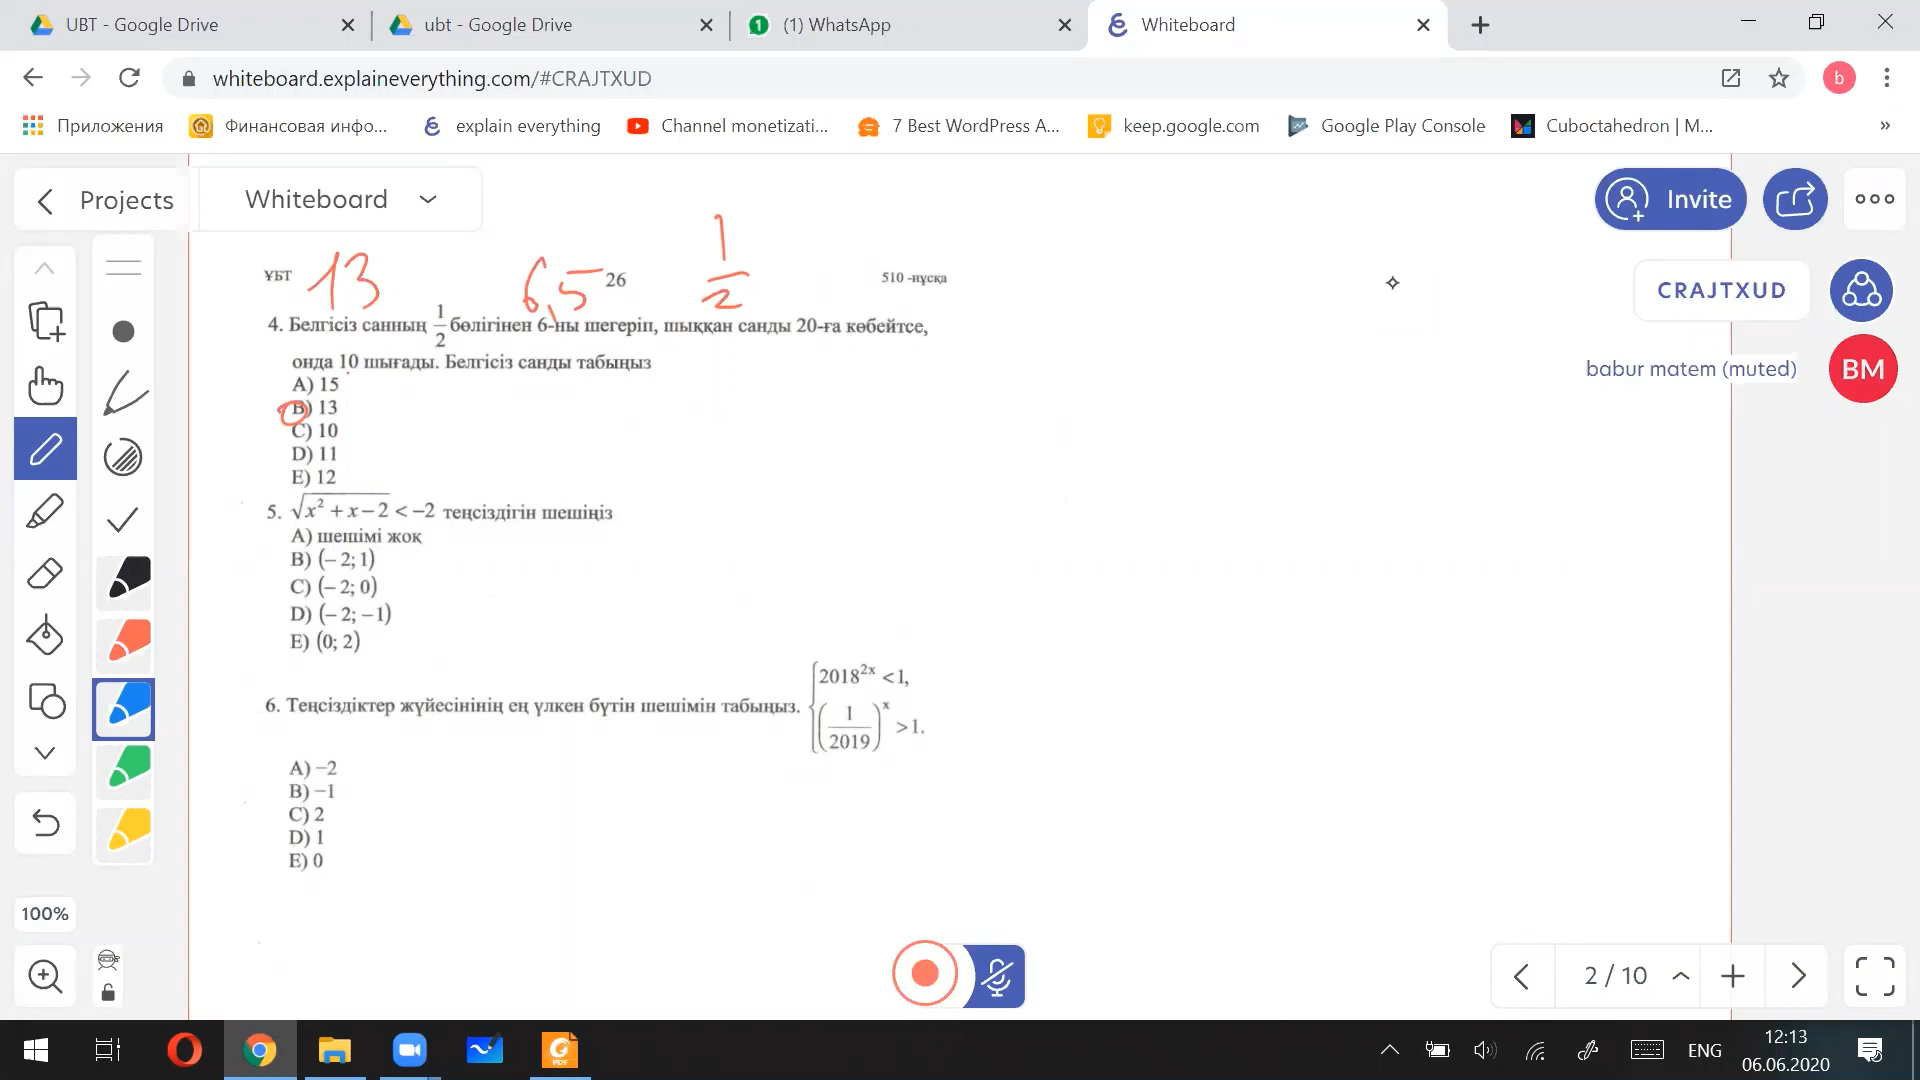 UBT - Google Drive
ubt - Google Drive
(1) WhatsApp
Whiteboard
whiteboard.explaineverything.com/#CRAJTXUD
b
Приложения
Финансовая инфо...
explain everything
Channel monetizati...
7 Best WordPress A...
keep.google.com
Google Play Console
Cuboctahedron | M...
»
Projects
Whiteboard
Invite
CRAJTXUD
babur matem (muted)
BM
ҰБТ 13 6,5 26 1/2 510 -нұсқа
4. Белгісіз санның 1/2 бөлігінен 6-ны шегеріп, шыққан санды 20-ға көбейтсе,
онда 10 шығады. Белгісіз санды табыңыз
A) 15
B) 13
C) 10
D) 11
E) 12
5. √(x² + x – 2) < –2 теңсіздігін шешіңіз
A) шешімі жоқ
B) (– 2; 1)
C) (– 2; 0)
D) (– 2; – 1)
E) (0; 2)
6. Теңсіздіктер жүйесінінің ең үлкен бүтін шешімін табыңыз. { 2018^(2x) < 1,
(1/2019)^x > 1.
A) –2
B) –1
C) 2
D) 1
E) 0
100%
2 / 10
PDF
ENG
12:13
06.06.2020